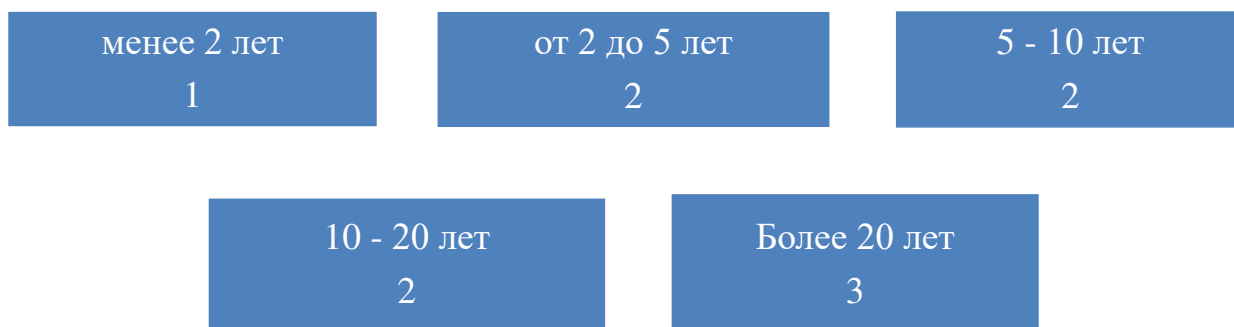 менее 2 лет
1
от 2 до 5 лет
2
5 - 10 лет
2
10 - 20 лет
2
Более 20 лет
3